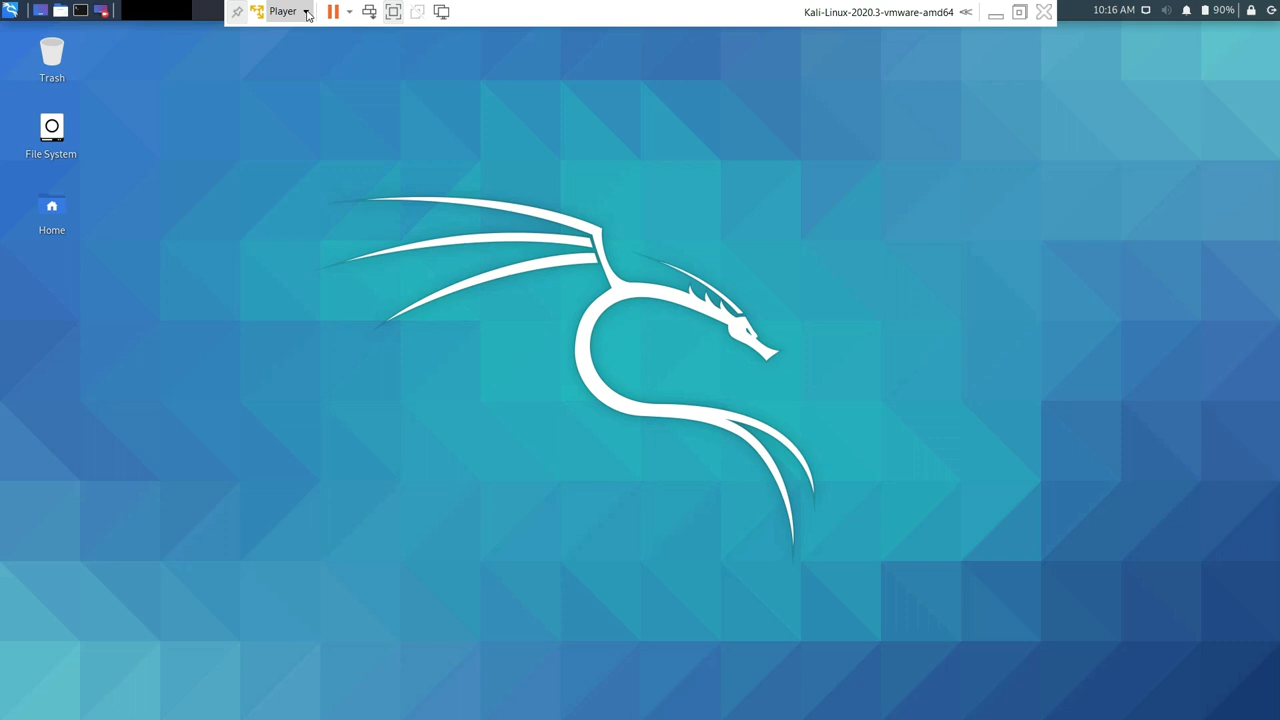 Player
Kali-Linux-2020.3-vmware-amd64
10:16 AM
90%
Trash
File System
Home